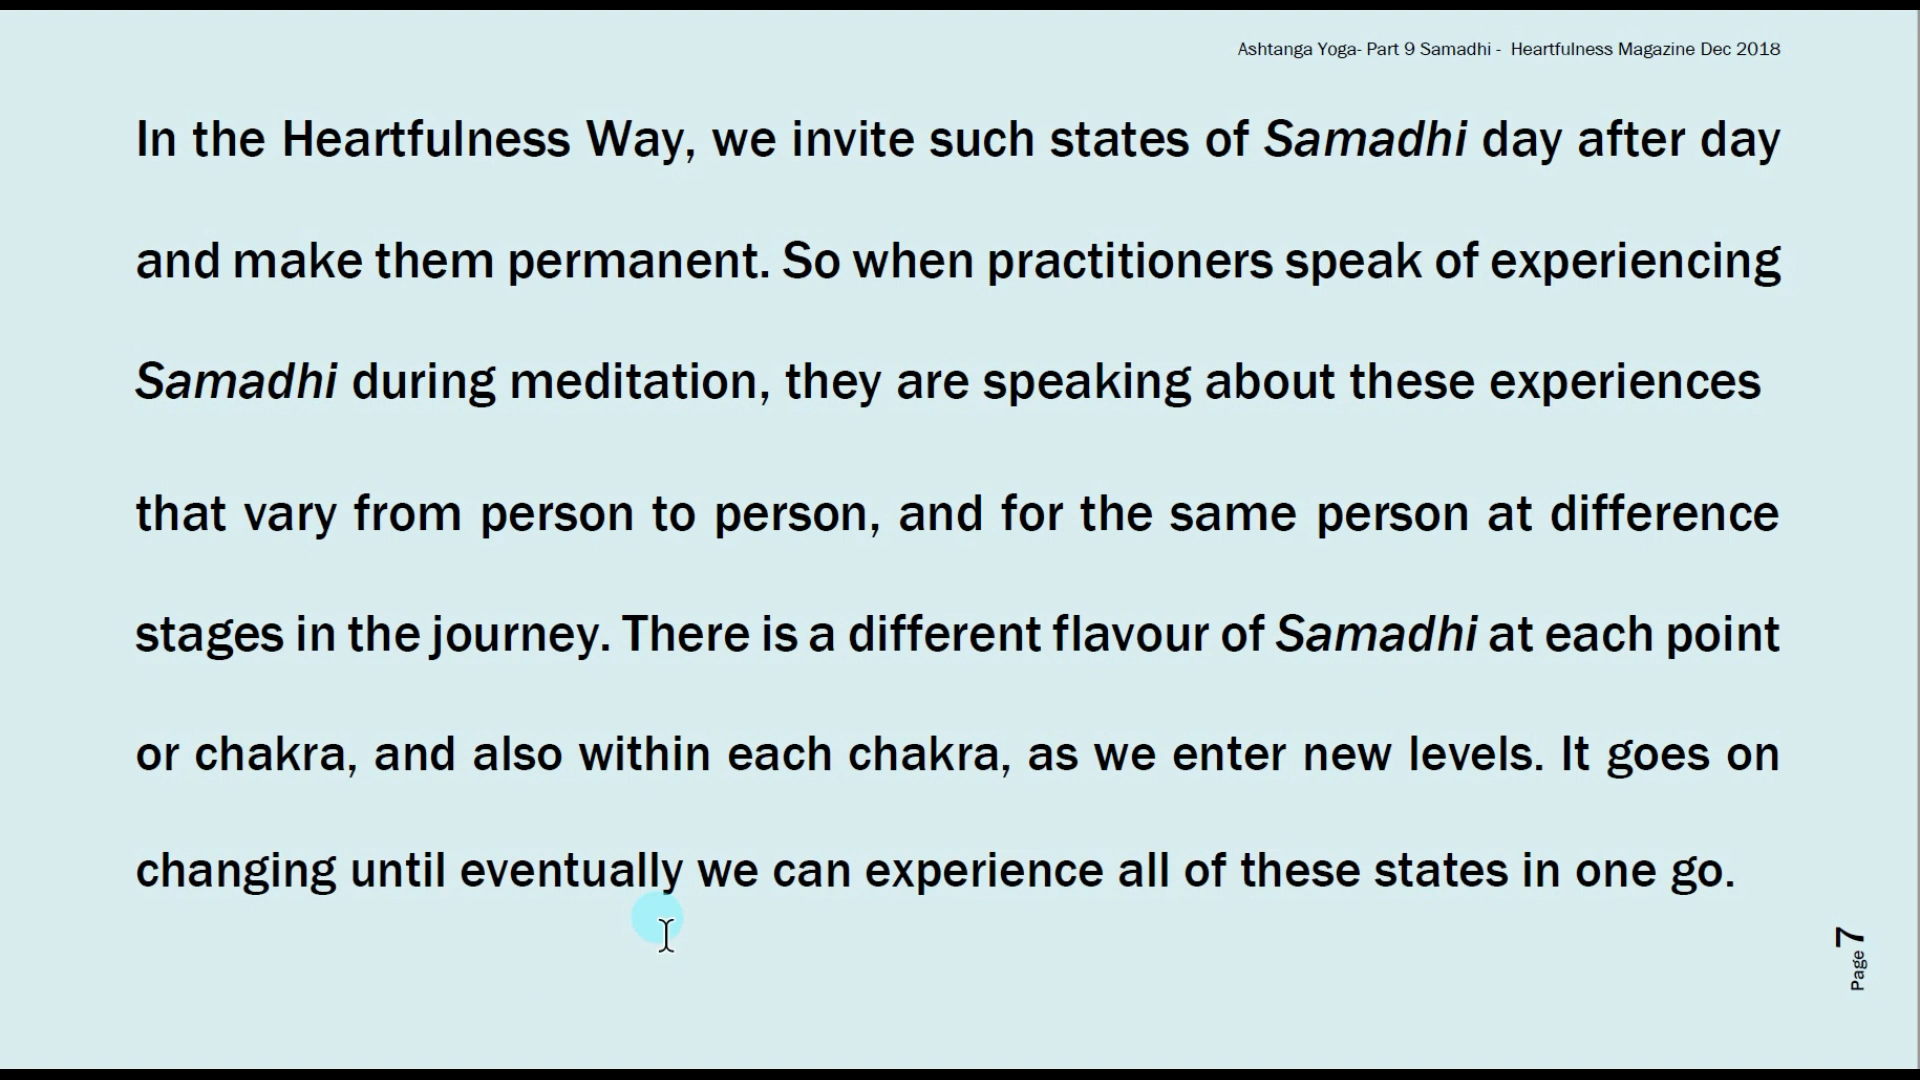 Ashtanga Yoga- Part 9 Samadhi - Heartfulness Magazine Dec 2018
In the Heartfulness Way, we invite such states of Samadhi day after day
and make them permanent. So when practitioners speak of experiencing
Samadhi during meditation, they are speaking about these experiences
that vary from person to person, and for the same person at difference
stages in the journey. There is a different flavour of Samadhi at each point
or chakra, and also within each chakra, as we enter new levels. It goes on
changing until eventually we can experience all of these states in one go.
Page 7